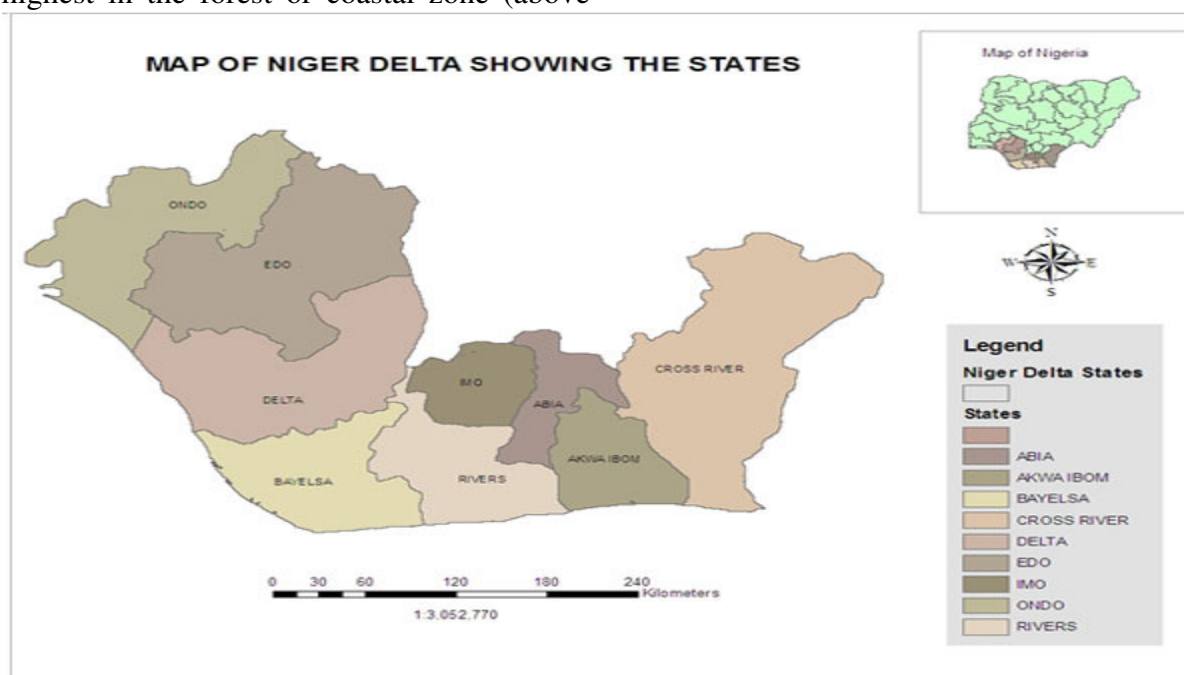 highest in the forest or coastal zone (above
MAP OF NIGER DELTA SHOWING THE STATES
Map of Nigeria
ONDO
EDO
N
W E
S
CROSS RIVER
IMO
DELTA
ABIA
AKWA IBOM
BAYELSA
RIVERS
Legend
Niger Delta States
States
ABIA
AKWA IBOM
BAYELSA
CROSS RIVER
DELTA
EDO
IMO
ONDO
RIVERS
0 30 60 120 180 240
Kilometers
1:3,052,770